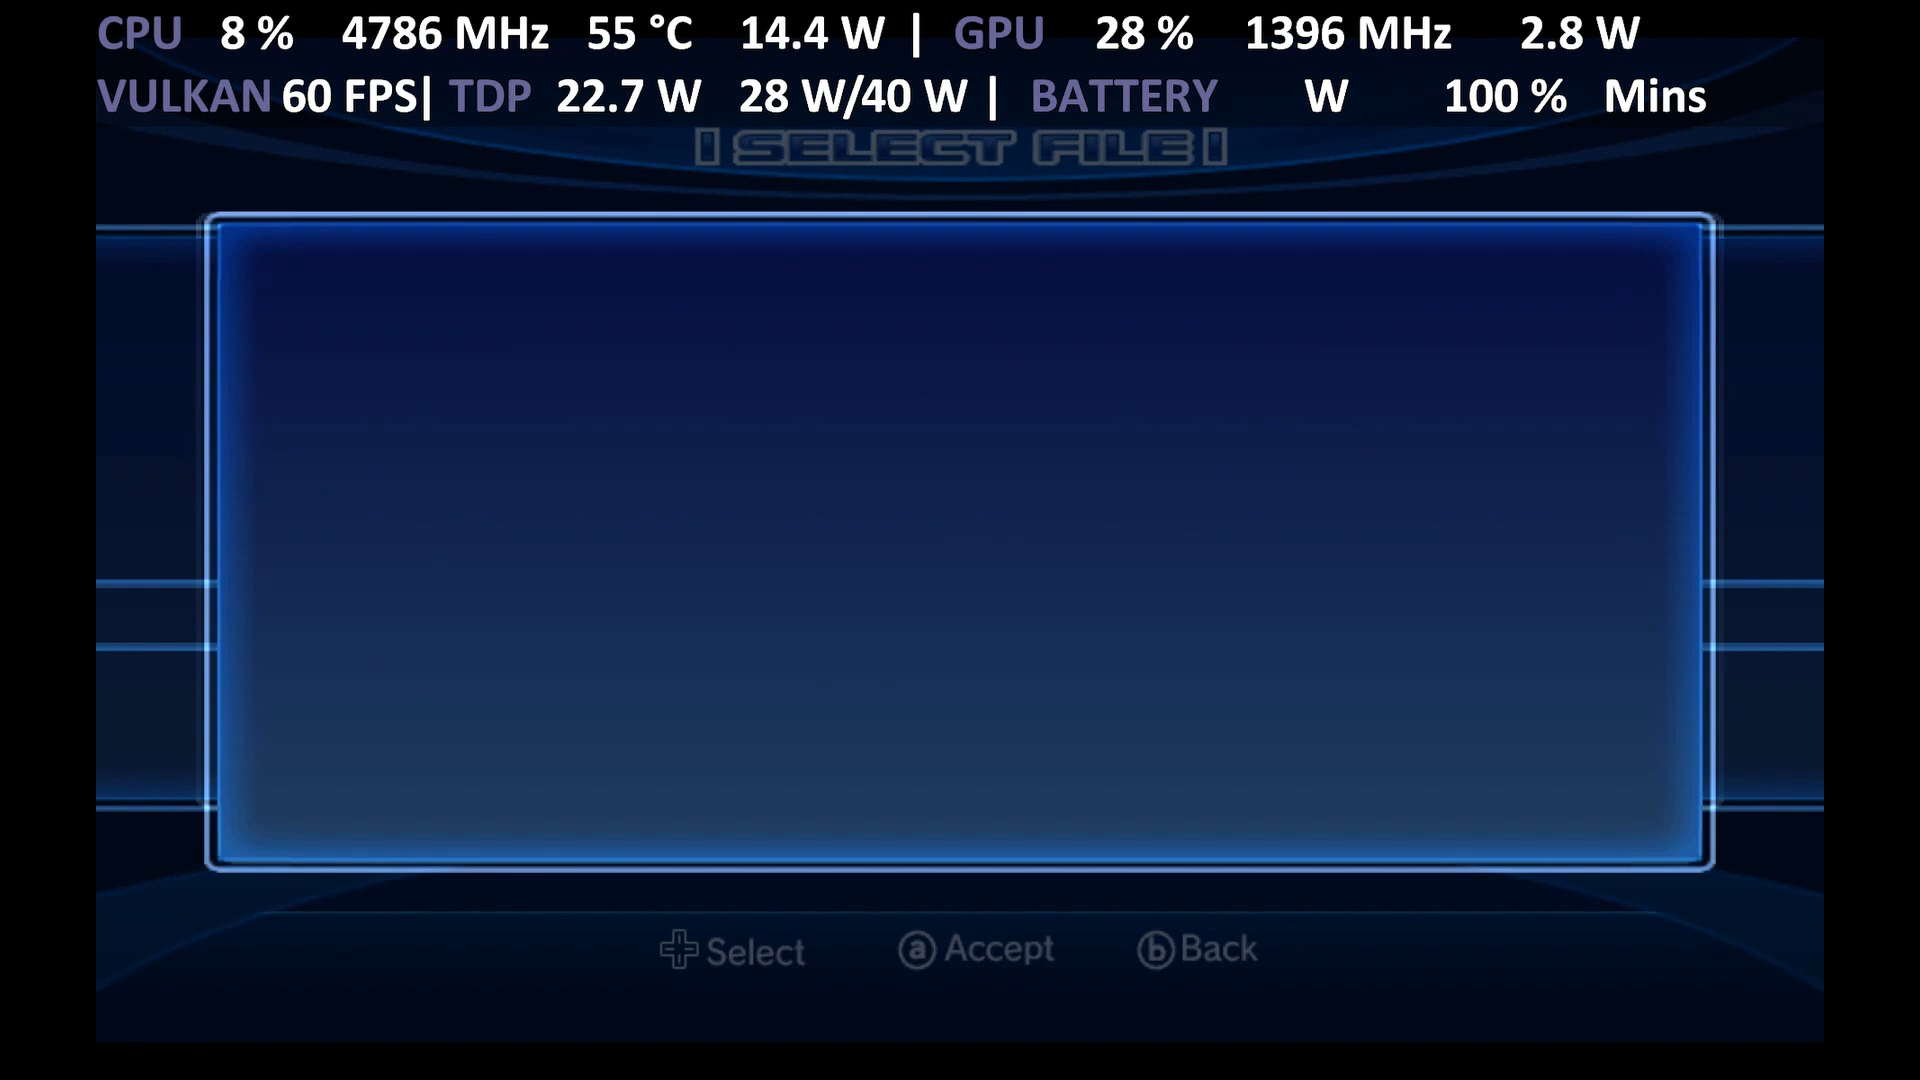 CPU 8 % 4786 MHz 55 °C 14.4 W | GPU 28 % 1396 MHz 2.8 W
VULKAN 60 FPS| TDP 22.7 W 28 W/40 W | BATTERY W 100 % Mins
SELECT FILE
Select a Accept b Back